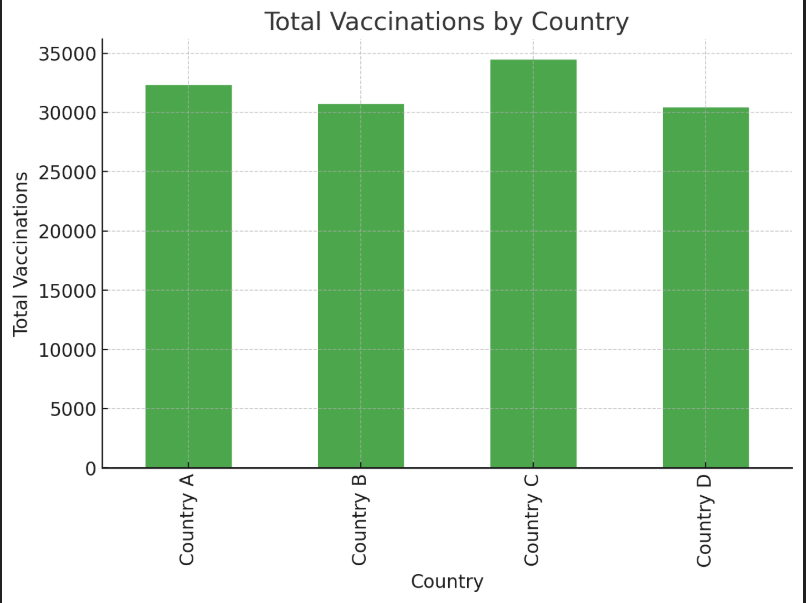 Total Vaccinations by Country
Total Vaccinations
35000
30000
25000
20000
15000
10000
5000
0
Country A
Country B
Country C
Country D
Country